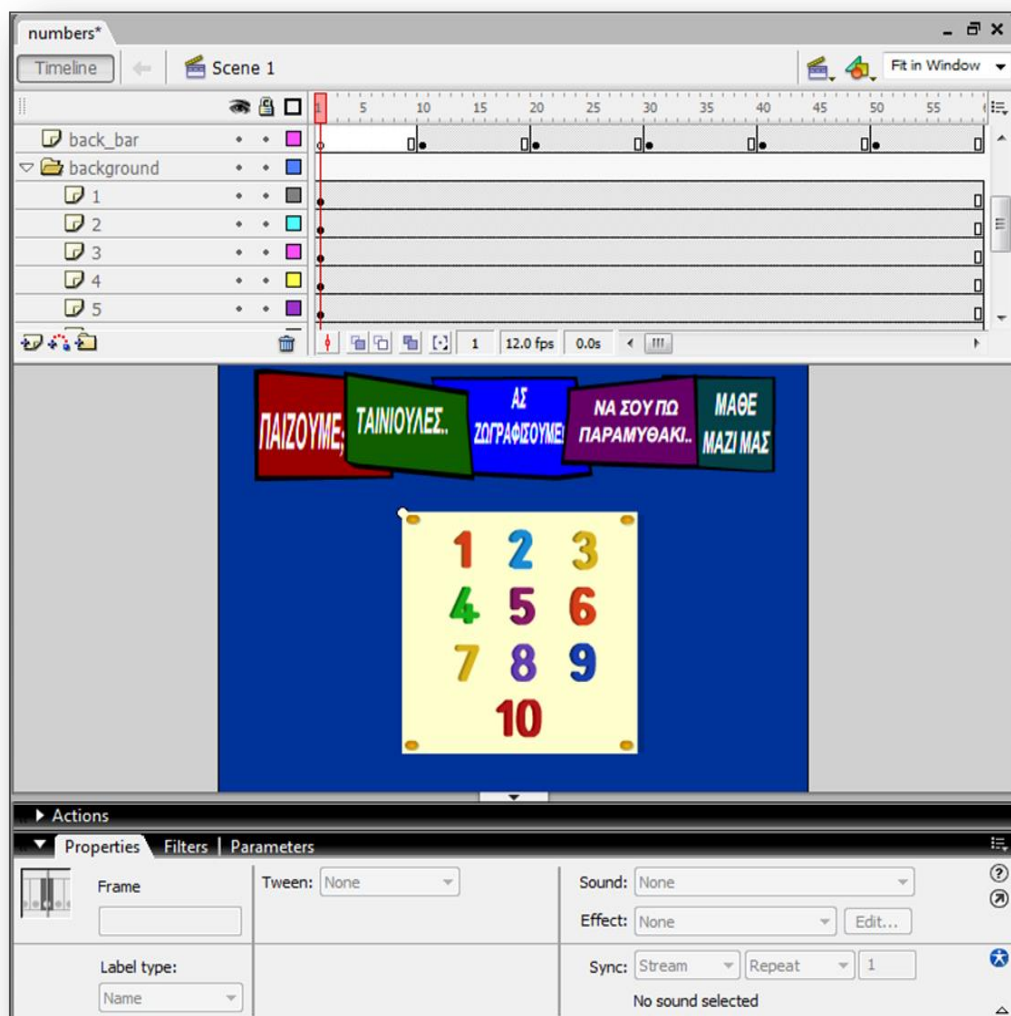 numbers*
Timeline
Scene 1
Fit in Window
1 5 10 15 20 25 30 35 40 45 50 55
back_bar
background
1
2
3
4
5
1 12.0 fps 0.0s
ΠΑΙΖΟΥΜΕ;
ΤΑΙΝΙΟΥΛΕΣ..
ΑΣ
ΖΩΓΡΑΦΙΣΟΥΜΕ!
ΝΑ ΣΟΥ ΠΩ
ΠΑΡΑΜΥΘΑΚΙ..
ΜΑΘΕ
ΜΑΖΙ ΜΑΣ
1 2 3
4 5 6
7 8 9
10
Actions
Properties Filters Parameters
Frame
Tween: None
Sound: None
Effect: None Edit...
Label type:
Name
Sync: Stream Repeat 1
No sound selected